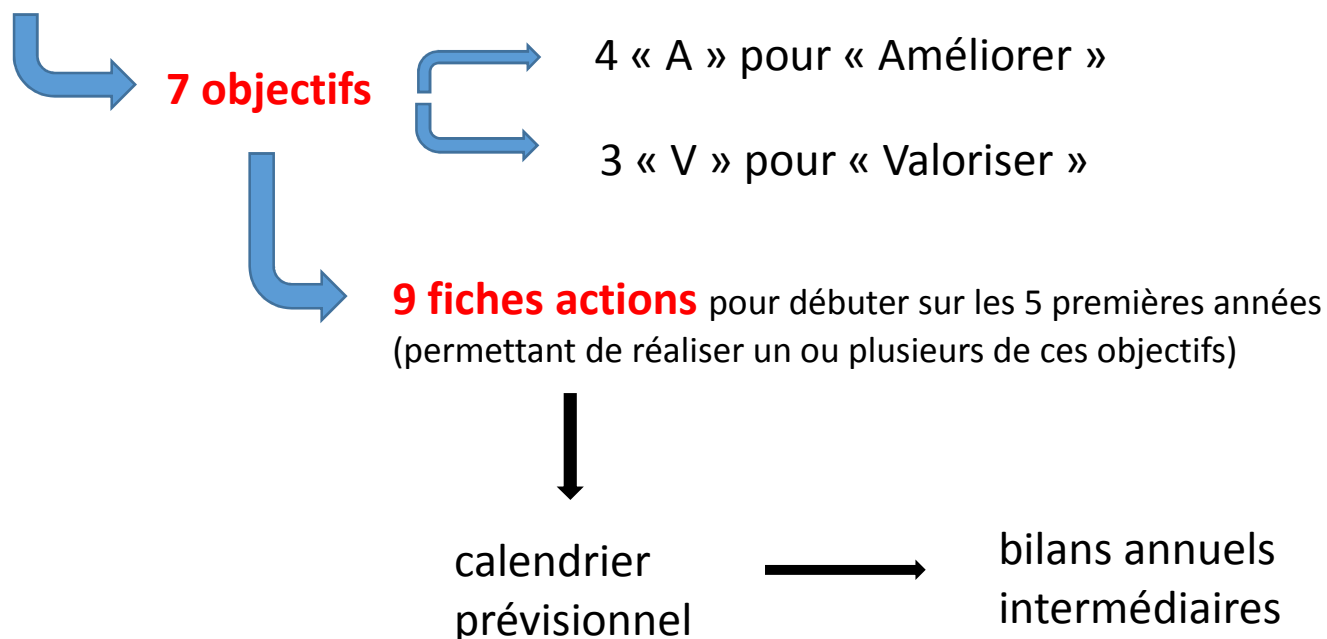 4 « A » pour « Améliorer »
7 objectifs
3 « V » pour « Valoriser »
9 fiches actions pour débuter sur les 5 premières années
(permettant de réaliser un ou plusieurs de ces objectifs)
calendrier
prévisionnel
bilans annuels
intermédiaires